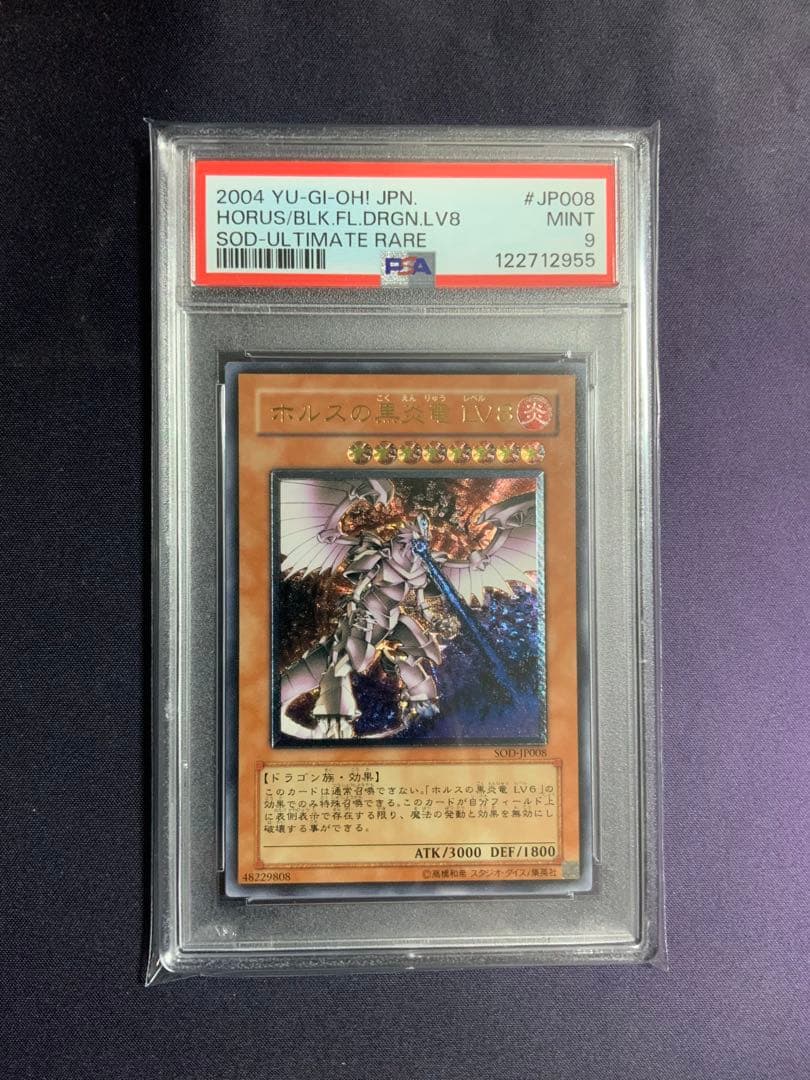 2004 YU-GI-OH! JPN. #JP008
HORUS/BLK.FL.DRGN.LV8 MINT
SOD-ULTIMATE RARE 9
PSA 122712955
こく えん りゅう レベル
ホルスの黒炎竜 LV8 炎
SOD-JP008
【ドラゴン族・効果】
このカードは通常召喚できない。「ホルスの黒炎竜 LV6」の
効果でのみ特殊召喚できる。このカードが自分フィールド上
に表側表示で存在する限り、魔法の発動と効果を無効にし
破壊する事ができる。
ATK/3000 DEF/1800
48229808 ©高橋和希 スタジオ・ダイス/集英社